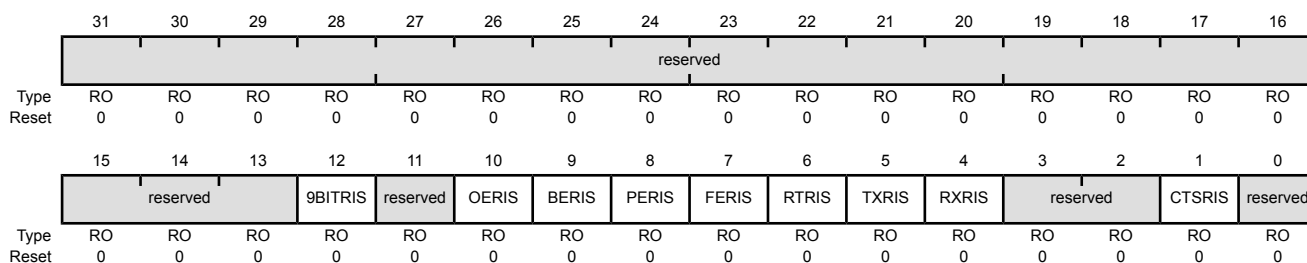 31 30 29 28 27 26 25 24 23 22 21 20 19 18 17 16
reserved
Type RO RO RO RO RO RO RO RO RO RO RO RO RO RO RO RO
Reset 0 0 0 0 0 0 0 0 0 0 0 0 0 0 0 0
15 14 13 12 11 10 9 8 7 6 5 4 3 2 1 0
reserved 9BITRIS reserved OERIS BERIS PERIS FERIS RTRIS TXRIS RXRIS reserved CTSRIS reserved
Type RO RO RO RO RO RO RO RO RO RO RO RO RO RO RO RO
Reset 0 0 0 0 0 0 0 0 0 0 0 0 0 0 0 0